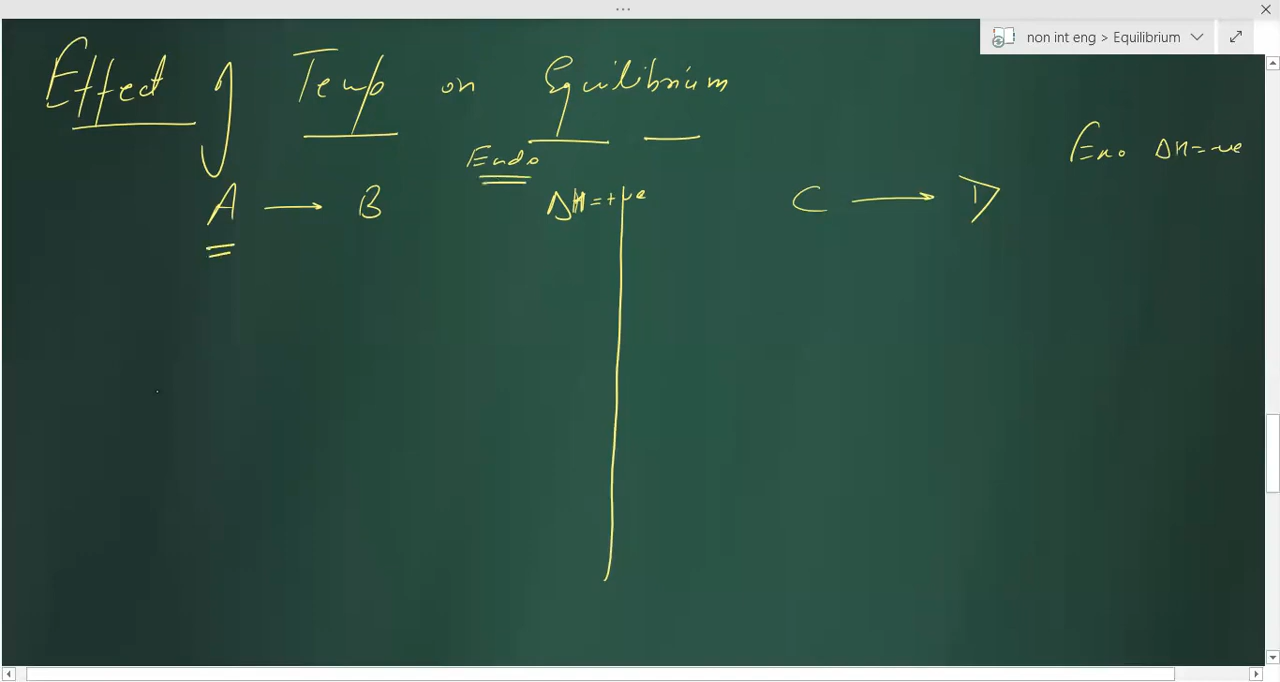 non int eng > Equilibrium
Effect of Temp on Equilibrium
Endo
Exo ΔH=-ve
A → B ΔH=+ve
C → D